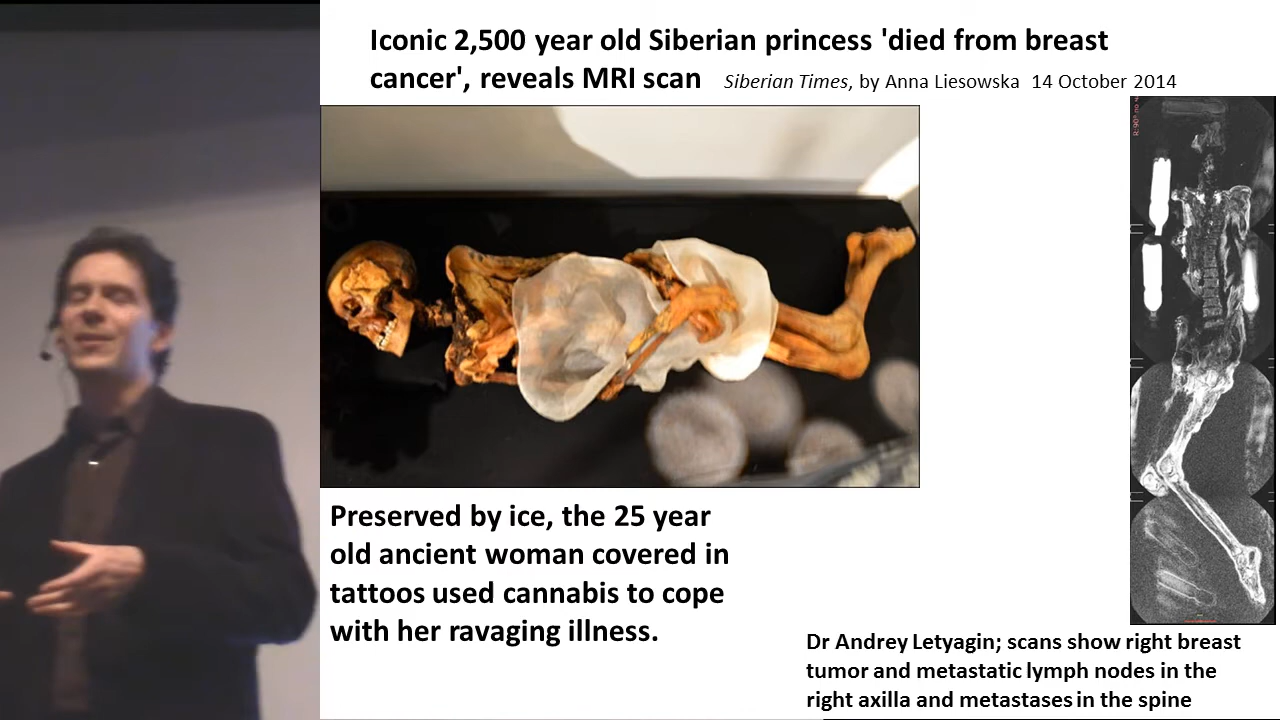 Iconic 2,500 year old Siberian princess 'died from breast
cancer', reveals MRI scan Siberian Times, by Anna Liesowska 14 October 2014
Preserved by ice, the 25 year
old ancient woman covered in
tattoos used cannabis to cope
with her ravaging illness.
Dr Andrey Letyagin; scans show right breast
tumor and metastatic lymph nodes in the
right axilla and metastases in the spine